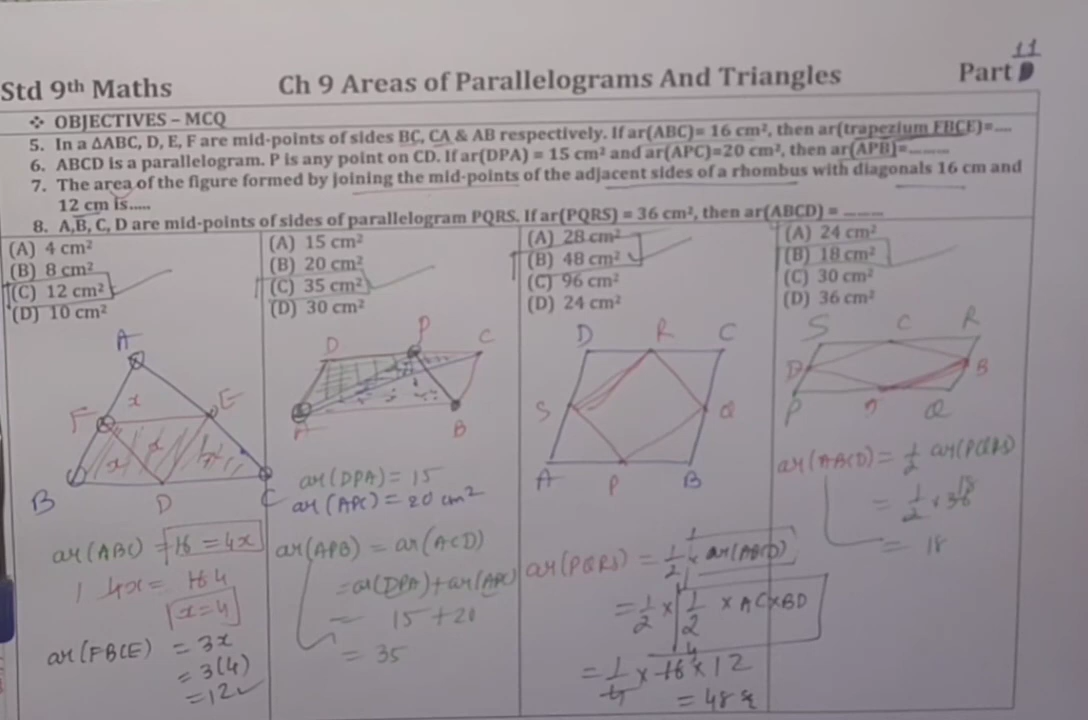 11
Std 9th Maths Ch 9 Areas of Parallelograms And Triangles Part
❖ OBJECTIVES – MCQ
5. In a ΔABC, D, E, F are mid-points of sides BC, CA & AB respectively. If ar(ABC)= 16 cm², then ar(trapezium FBCE)=....
6. ABCD is a parallelogram. P is any point on CD. If ar(DPA) = 15 cm² and ar(APC)=20 cm², then ar(APB)=.........
7. The area of the figure formed by joining the mid-points of the adjacent sides of a rhombus with diagonals 16 cm and
12 cm is.....
8. A,B, C, D are mid-points of sides of parallelogram PQRS. If ar(PQRS) = 36 cm², then ar(ABCD) = .........
(A) 4 cm²
(B) 8 cm²
(C) 12 cm²
(D) 10 cm²
A
F
x
E
x
x
x
B
D
C
ar(ABC) = 16 = 4x
4x = 16 4
x = 4
ar(FBCE) = 3x
= 3(4)
= 12
(A) 15 cm²
(B) 20 cm²
(C) 35 cm²
(D) 30 cm²
D P C
A B
ar(DPA) = 15
ar(APC) = 20 cm²
ar(APB) = ar(ACD)
= ar(DPA) + ar(APC)
= 15 + 20
= 35
(A) 28 cm²
(B) 48 cm²
(C) 96 cm²
(D) 24 cm²
D R C
S Q
A P B
ar(PQRS) = 1/2 ar(ABCD)
= 1/2 × 1/2 × AC × BD
= 1/4 × 16 4 × 12
= 48
(A) 24 cm²
(B) 18 cm²
(C) 30 cm²
(D) 36 cm²
S C R
D B
P Q
ar(ABCD) = 1/2 ar(PQRS)
= 1/2 × 36 18
= 18